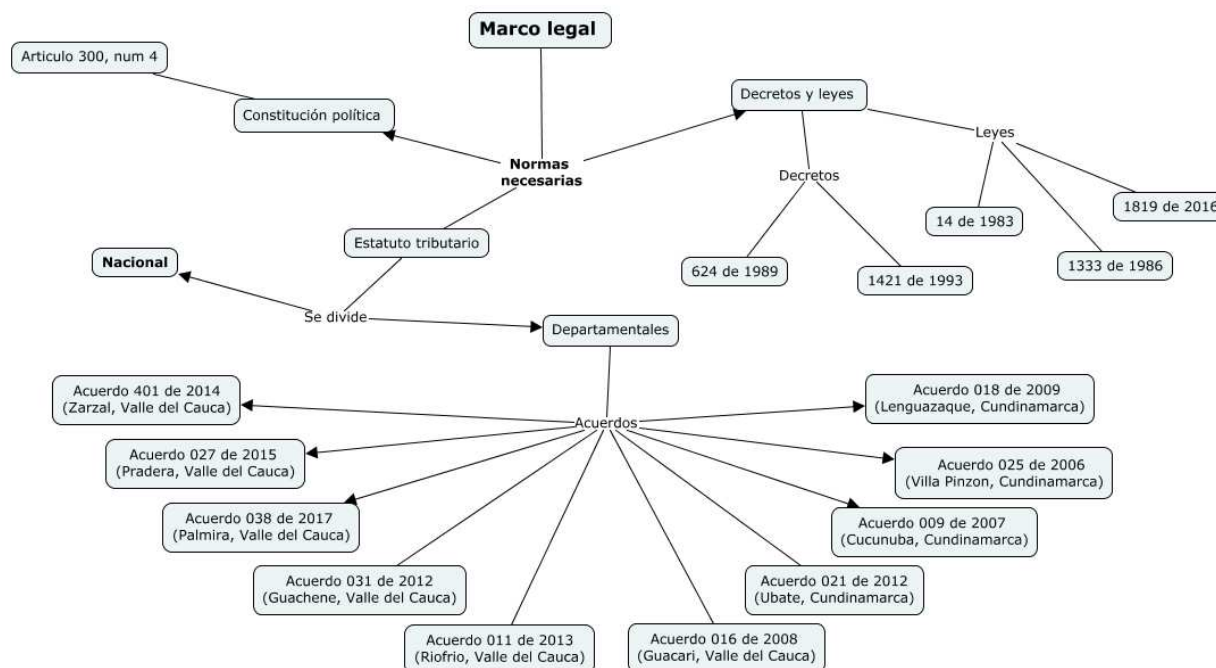 Marco legal
Articulo 300, num 4
Constitución política
Decretos y leyes
Leyes
Normas
necesarias
Decretos
1819 de 2016
14 de 1983
Estatuto tributario
Nacional
624 de 1989
1421 de 1993
1333 de 1986
Se divide
Departamentales
Acuerdo 401 de 2014
(Zarzal, Valle del Cauca)
Acuerdo 018 de 2009
(Lenguazaque, Cundinamarca)
Acuerdos
Acuerdo 027 de 2015
(Pradera, Valle del Cauca)
Acuerdo 025 de 2006
(Villa Pinzon, Cundinamarca)
Acuerdo 038 de 2017
(Palmira, Valle del Cauca)
Acuerdo 009 de 2007
(Cucunuba, Cundinamarca)
Acuerdo 031 de 2012
(Guachene, Valle del Cauca)
Acuerdo 021 de 2012
(Ubate, Cundinamarca)
Acuerdo 011 de 2013
(Riofrio, Valle del Cauca)
Acuerdo 016 de 2008
(Guacari, Valle del Cauca)